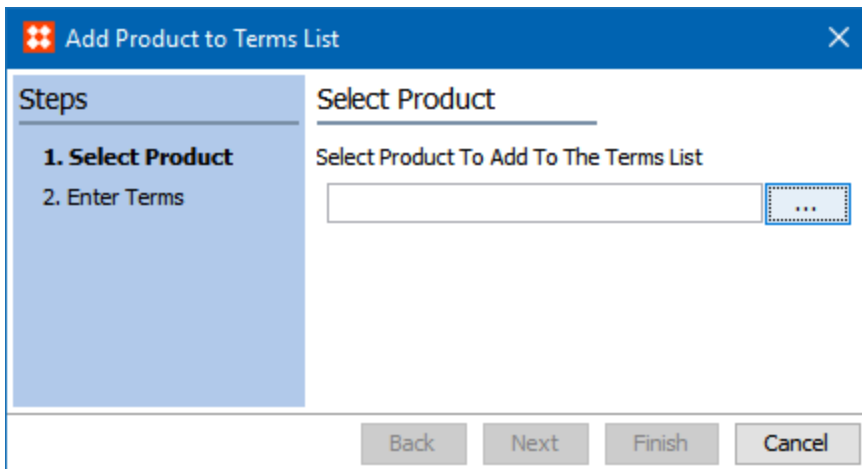 Add Product to Terms List
Steps
1. Select Product
2. Enter Terms
Select Product
Select Product To Add To The Terms List
...
Back
Next
Finish
Cancel